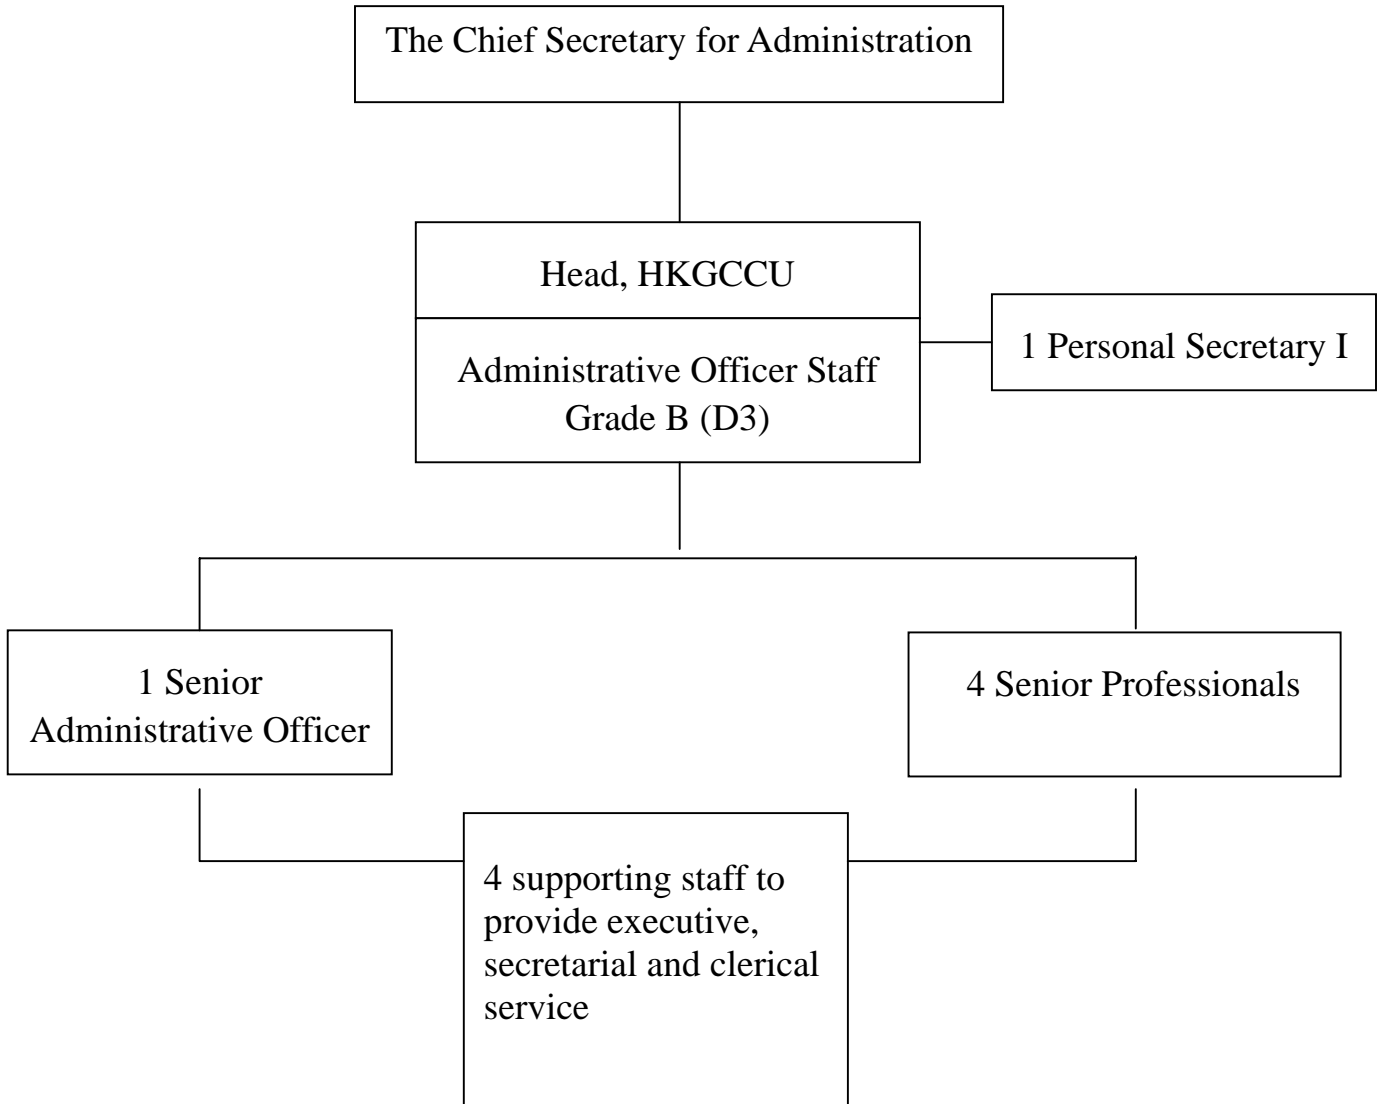 The Chief Secretary for Administration
Head, HKGCCU
Administrative Officer Staff
Grade B (D3)
1 Personal Secretary I
1 Senior
Administrative Officer
4 Senior Professionals
4 supporting staff to
provide executive,
secretarial and clerical
service